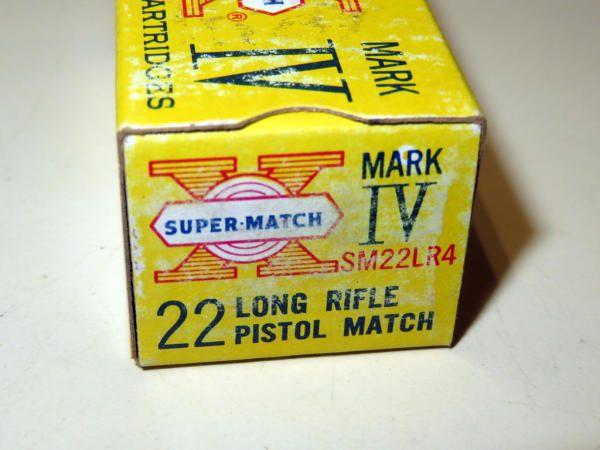 CARTRIDGES
®
IV
MARK
SUPER·MATCH
MARK
IV
SM22LR4
22 LONG RIFLE
PISTOL MATCH